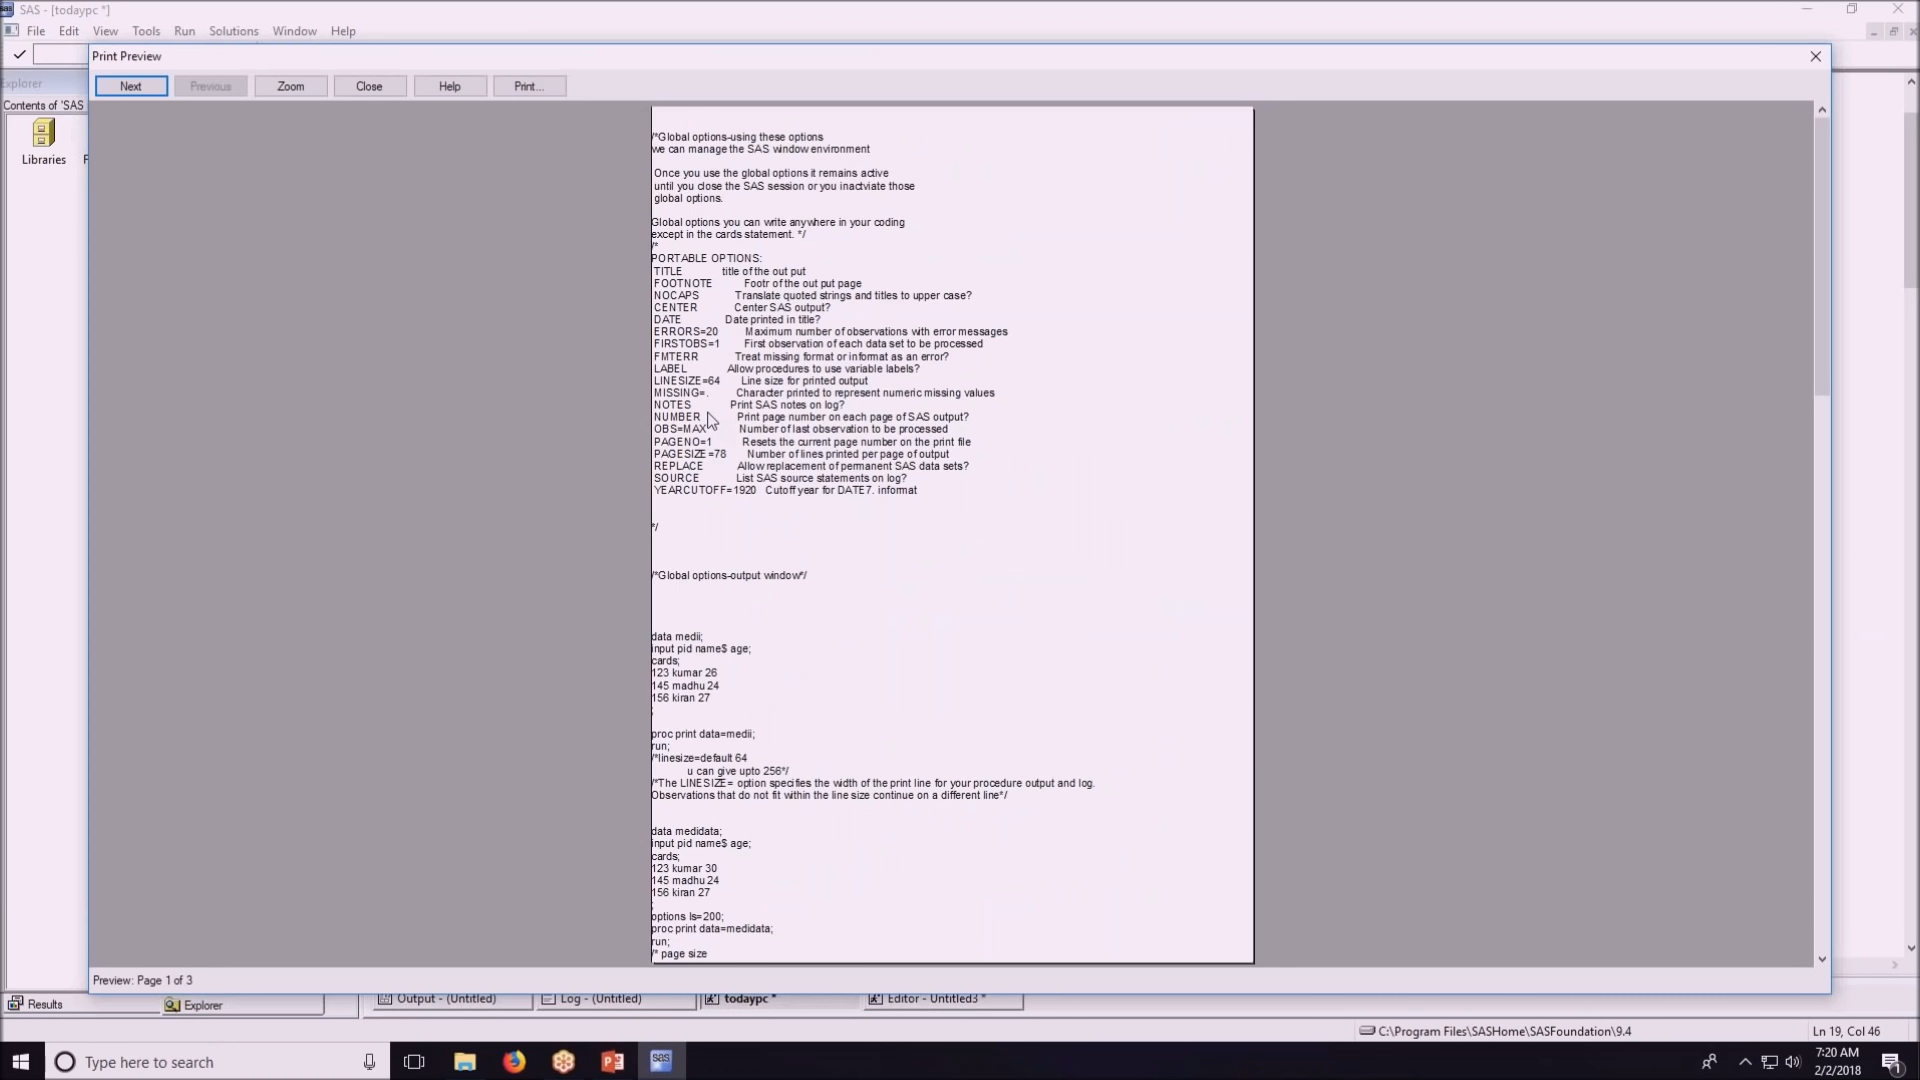 SAS - [todaypc *]
File Edit View Tools Run Solutions Window Help
Print Preview
Next Previous Zoom Close Help Print...
Explorer
Contents of 'SAS
Libraries F
/*Global options-using these options
we can manage the SAS window environment
Once you use the global options it remains active
until you close the SAS session or you inactviate those
global options.
Global options you can write anywhere in your coding
except in the cards statement. */
/*
PORTABLE OPTIONS:
TITLE title of the out put
FOOTNOTE Footr of the out put page
NOCAPS Translate quoted strings and titles to upper case?
CENTER Center SAS output?
DATE Date printed in title?
ERRORS=20 Maximum number of observations with error messages
FIRSTOBS=1 First observation of each data set to be processed
FMTERR Treat missing format or informat as an error?
LABEL Allow procedures to use variable labels?
LINESIZE=64 Line size for printed output
MISSING=. Character printed to represent numeric missing values
NOTES Print SAS notes on log?
NUMBER Print page number on each page of SAS output?
OBS=MAX Number of last observation to be processed
PAGENO=1 Resets the current page number on the print file
PAGESIZE=78 Number of lines printed per page of output
REPLACE Allow replacement of permanent SAS data sets?
SOURCE List SAS source statements on log?
YEARCUTOFF=1920 Cutoff year for DATE7. informat
*/
/*Global options-output window*/
data medii;
input pid name$ age;
cards;
123 kumar 26
145 madhu 24
156 kiran 27
;
proc print data=medii;
run;
/*linesize=default 64
u can give upto 256*/
/*The LINESIZE= option specifies the width of the print line for your procedure output and log.
Observations that do not fit within the line size continue on a different line*/
data medidata;
input pid name$ age;
cards;
123 kumar 30
145 madhu 24
156 kiran 27
;
options ls=200;
proc print data=medidata;
run;
/* page size
Preview: Page 1 of 3
Results Explorer Output - (Untitled) Log - (Untitled) todaypc * Editor - Untitled3 *
C:\Program Files\SASHome\SASFoundation\9.4 Ln 19, Col 46
Type here to search
sas
7:20 AM
2/2/2018
1